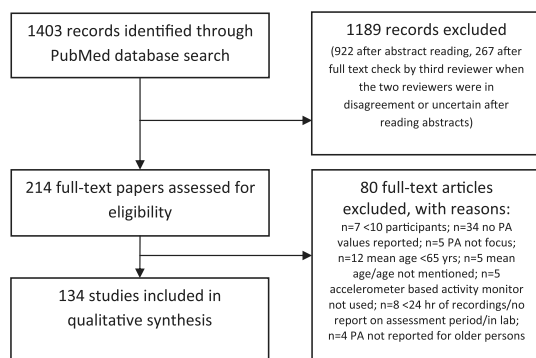 1403 records identified through
PubMed database search
1189 records excluded
(922 after abstract reading, 267 after
full text check by third reviewer when
the two reviewers were in
disagreement or uncertain after
reading abstracts)
214 full-text papers assessed for
eligibility
80 full-text articles
excluded, with reasons:
n=7 <10 participants; n=34 no PA
values reported; n=5 PA not focus;
n=12 mean age <65 yrs; n=5 mean
age/age not mentioned; n=5
accelerometer based activity monitor
not used; n=8 <24 hr of recordings/no
report on assessment period/in lab;
n=4 PA not reported for older persons
134 studies included in
qualitative synthesis